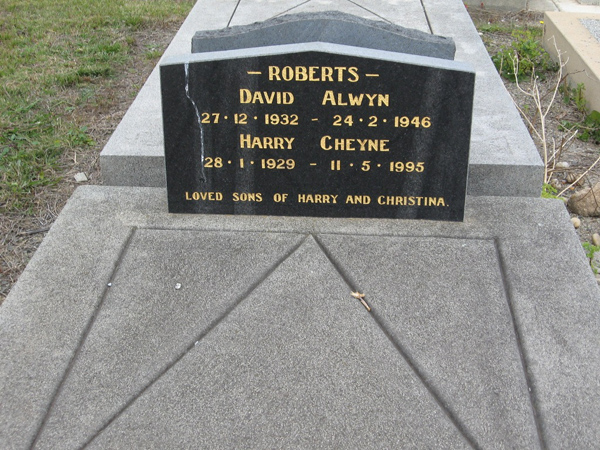 – ROBERTS –
DAVID ALWYN
27·12·1932 – 24·2·1946
HARRY CHEYNE
28·1·1929 – 11·5·1995
LOVED SONS OF HARRY AND CHRISTINA.